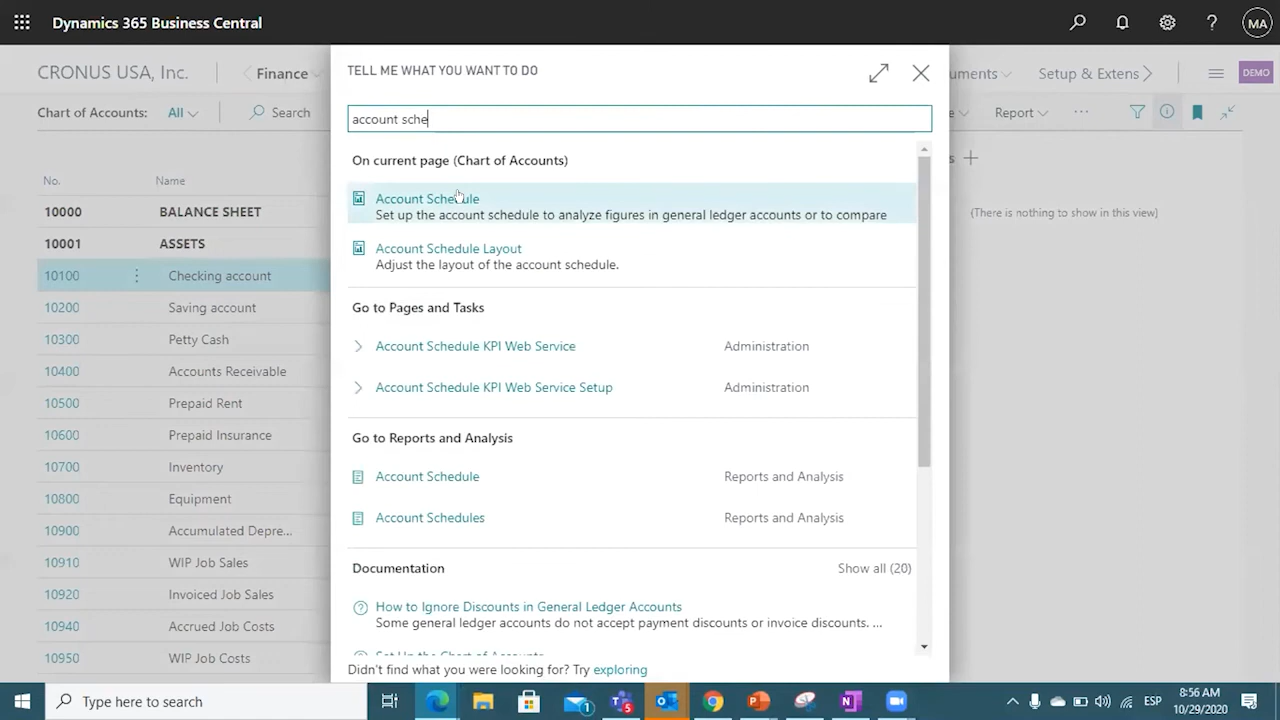 Dynamics 365 Business Central
MA
CRONUS USA, Inc.
Finance
Setup & Extens
DEMO
Chart of Accounts:
All
Search
Report
No.
Name
10000
BALANCE SHEET
10001
ASSETS
10100
Checking account
10200
Saving account
10300
Petty Cash
10400
Accounts Receivable
10500
Prepaid Rent
10600
Prepaid Insurance
10700
Inventory
10800
Equipment
10900
Accumulated Depre...
10910
WIP Job Sales
10920
Invoiced Job Sales
10940
Accrued Job Costs
10950
WIP Job Costs
TELL ME WHAT YOU WANT TO DO
account sche
On current page (Chart of Accounts)
Account Schedule
Set up the account schedule to analyze figures in general ledger accounts or to compare
Account Schedule Layout
Adjust the layout of the account schedule.
Go to Pages and Tasks
Account Schedule KPI Web Service
Administration
Account Schedule KPI Web Service Setup
Administration
Go to Reports and Analysis
Account Schedule
Reports and Analysis
Account Schedules
Reports and Analysis
Documentation
Show all (20)
How to Ignore Discounts in General Ledger Accounts
Some general ledger accounts do not accept payment discounts or invoice discounts. ...
Set Up the Chart of Accounts
Didn't find what you were looking for? Try exploring
(There is nothing to show in this view)
Type here to search
ESP
8:56 AM
10/29/2020